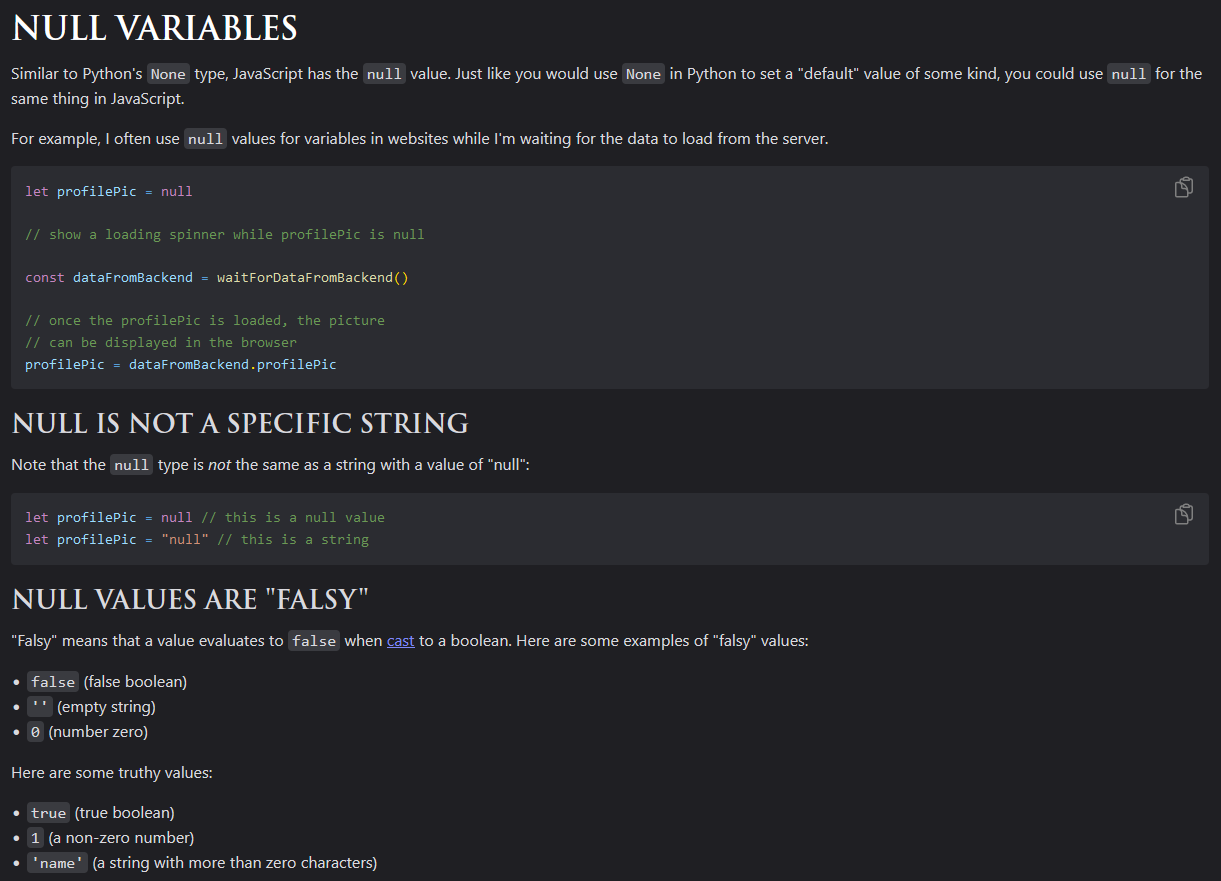 NULL VARIABLES
Similar to Python's None type, JavaScript has the null value. Just like you would use None in Python to set a "default" value of some kind, you could use null for the
same thing in JavaScript.
For example, I often use null values for variables in websites while I'm waiting for the data to load from the server.
let profilePic = null
// show a loading spinner while profilePic is null
const dataFromBackend = waitForDataFromBackend()
// once the profilePic is loaded, the picture
// can be displayed in the browser
profilePic = dataFromBackend.profilePic
NULL IS NOT A SPECIFIC STRING
Note that the null type is not the same as a string with a value of "null":
let profilePic = null // this is a null value
let profilePic = "null" // this is a string
NULL VALUES ARE "FALSY"
"Falsy" means that a value evaluates to false when cast to a boolean. Here are some examples of "falsy" values:
• false (false boolean)
• '' (empty string)
• 0 (number zero)
Here are some truthy values:
• true (true boolean)
• 1 (a non-zero number)
• 'name' (a string with more than zero characters)